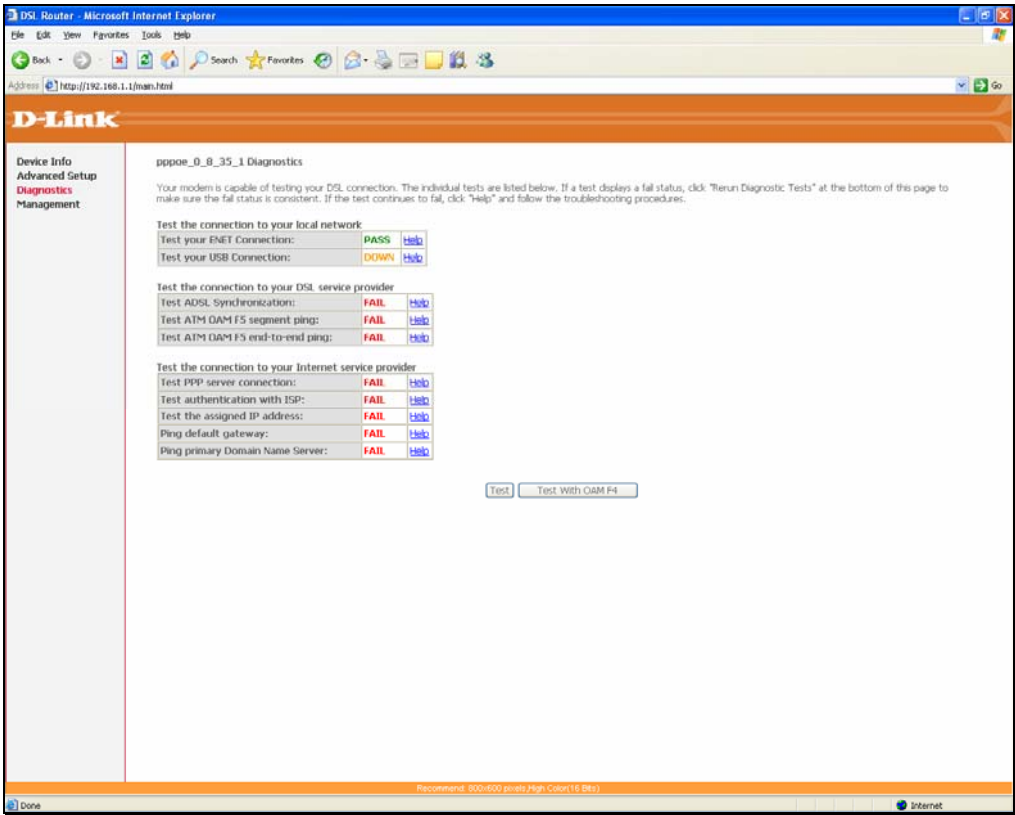 DSL Router - Microsoft Internet Explorer
File Edit View Favorites Tools Help
Back Search Favorites
Address http://192.168.1.1/main.html Go
D-Link
Device Info
Advanced Setup
Diagnostics
Management
pppoe_0_8_35_1 Diagnostics
Your modem is capable of testing your DSL connection. The individual tests are listed below. If a test displays a fail status, click "Rerun Diagnostic Tests" at the bottom of this page to
make sure the fail status is consistent. If the test continues to fail, click "Help" and follow the troubleshooting procedures.
Test the connection to your local network
Test your ENET Connection: PASS Help
Test your USB Connection: DOWN Help
Test the connection to your DSL service provider
Test ADSL Synchronization: FAIL Help
Test ATM OAM F5 segment ping: FAIL Help
Test ATM OAM F5 end-to-end ping: FAIL Help
Test the connection to your Internet service provider
Test PPP server connection: FAIL Help
Test authentication with ISP: FAIL Help
Test the assigned IP address: FAIL Help
Ping default gateway: FAIL Help
Ping primary Domain Name Server: FAIL Help
Test Test With OAM F4
Recommend: 800x600 pixels,High Color(16 Bits)
Done Internet